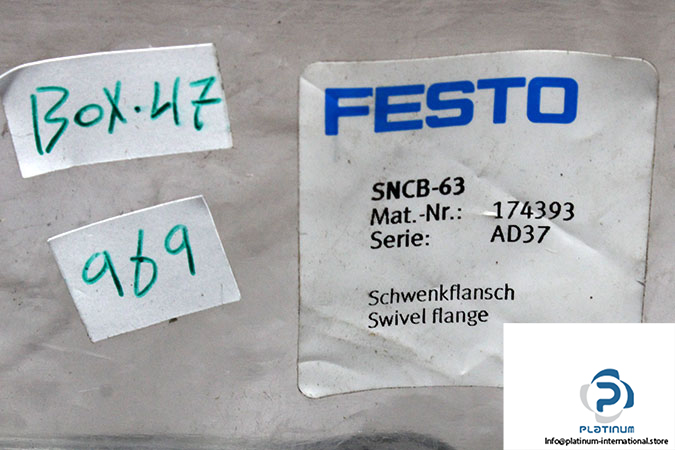 BOX.47
969
FESTO
SNCB-63
Mat.-Nr.: 174393
Serie: AD37
Schwenkflansch
Swivel flange
PLATINUM
Info@platinum-international.store